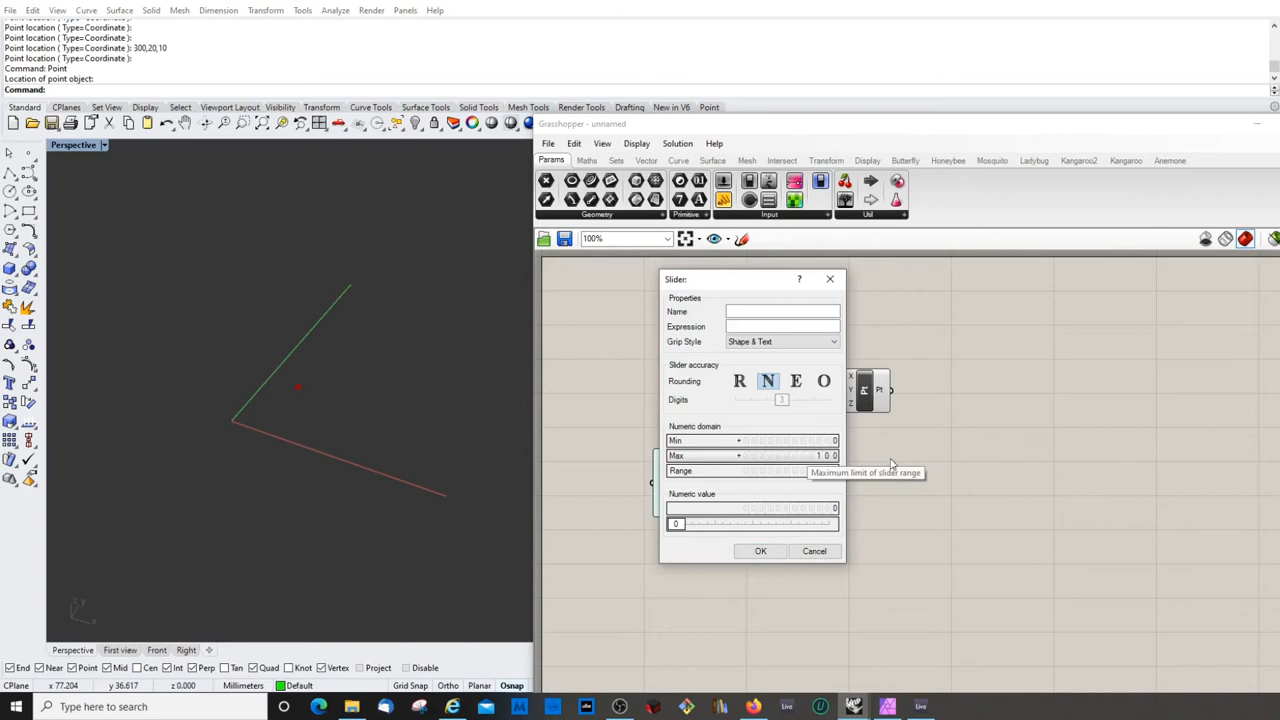 File Edit View Curve Surface Solid Mesh Dimension Transform Tools Analyze Render Panels Help
Point location ( Type=Coordinate ):
Point location ( Type=Coordinate ):
Point location ( Type=Coordinate ): 300,20,10
Point location ( Type=Coordinate ):
Command: Point
Location of point object:
Command:
Standard CPlanes Set View Display Select Viewport Layout Visibility Transform Curve Tools Surface Tools Solid Tools Mesh Tools Render Tools Drafting New in V6 Point
Grasshopper - unnamed
Perspective
File Edit View Display Solution Help
Params Maths Sets Vector Curve Surface Mesh Intersect Transform Display Butterfly Honeybee Mosquito Ladybug Kangaroo2 Kangaroo Anemone
Geometry Primitive Input Util
100%
Slider:
Properties
Name
Expression
Grip Style Shape & Text
Slider accuracy
Rounding R N E O
Digits 3
Numeric domain
Min + 0
Max + 100
Range
Maximum limit of slider range
Numeric value
0
0
OK Cancel
X
Y
Z
Pt
Pt
z y
x
Perspective First view Front Right
End Near Point Mid Cen Int Perp Tan Quad Knot Vertex Project Disable
CPlane x 77.204 y 36.617 z 0.000 Millimeters Default Grid Snap Ortho Planar Osnap
Type here to search